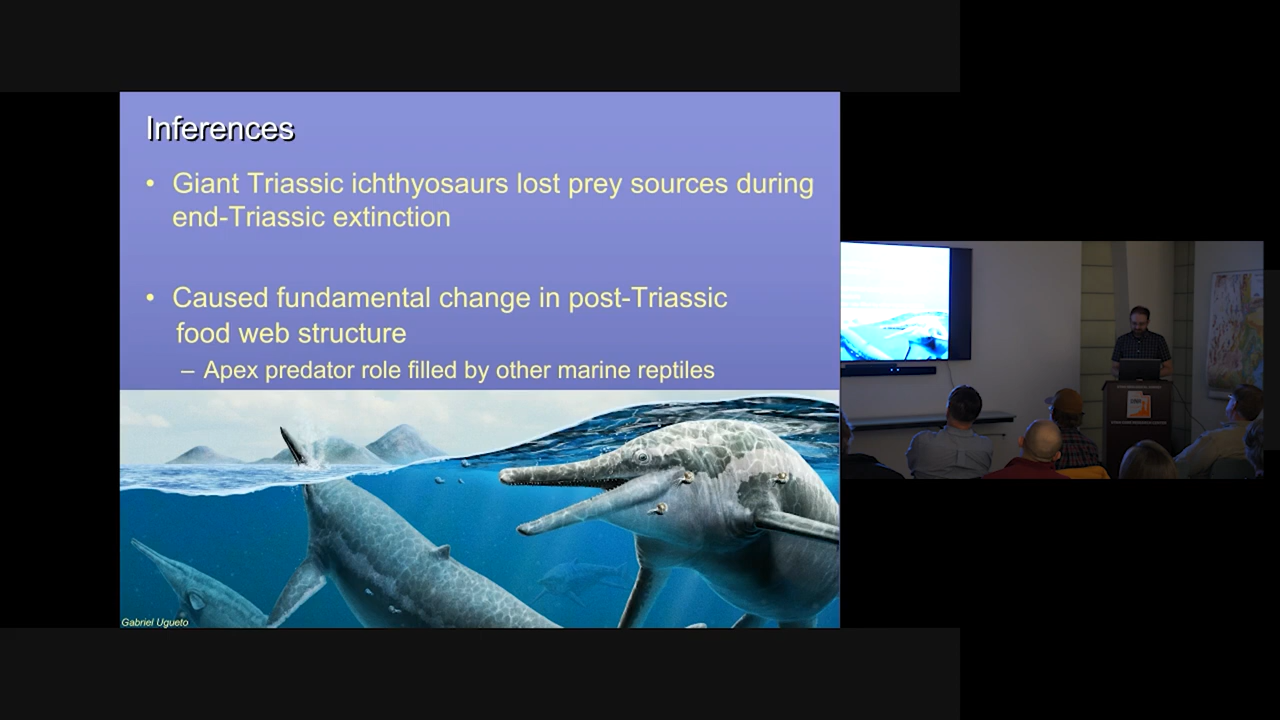 Inferences
• Giant Triassic ichthyosaurs lost prey sources during
end-Triassic extinction
• Caused fundamental change in post-Triassic
food web structure
– Apex predator role filled by other marine reptiles
Gabriel Ugueto